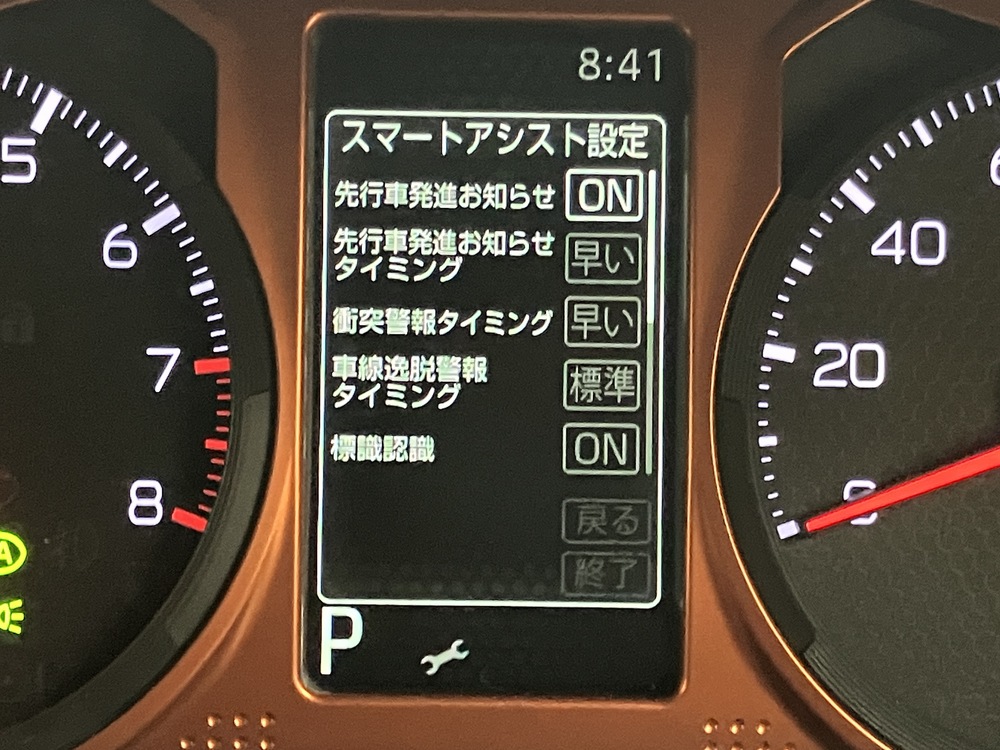 8:41
スマートアシスト設定
先行車発進お知らせ ON
先行車発進お知らせ
タイミング 早い
衝突警報タイミング 早い
車線逸脱警報
タイミング 標準
標識認識 ON
戻る
終了
P
5
6
7
8
A
6
40
20
0